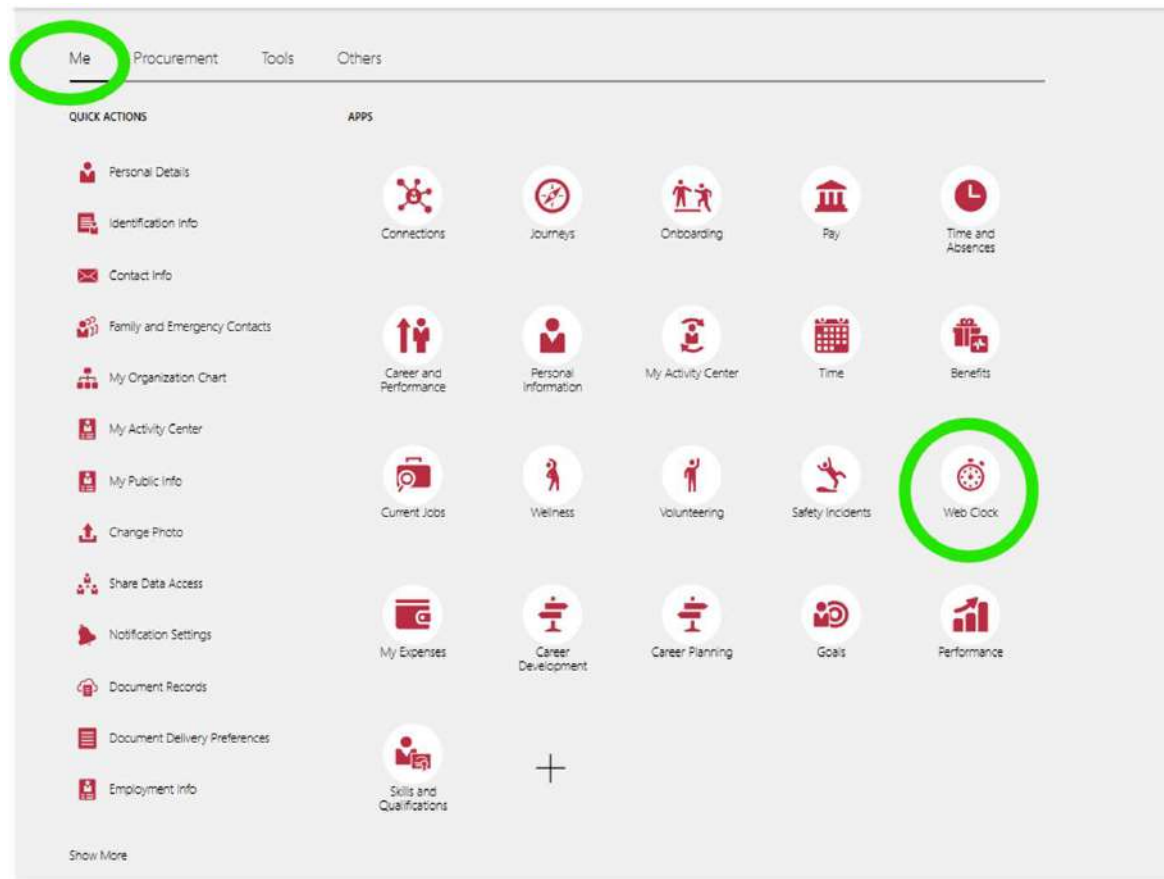 Me Procurement Tools Others
QUICK ACTIONS
Personal Details
Identification Info
Contact Info
Family and Emergency Contacts
My Organization Chart
My Activity Center
My Public Info
Change Photo
Share Data Access
Notification Settings
Document Records
Document Delivery Preferences
Employment Info
Show More
APPS
Connections
Journeys
Onboarding
Pay
Time and
Absences
Career and
Performance
Personal
Information
My Activity Center
Time
Benefits
Current Jobs
Wellness
Volunteering
Safety Incidents
Web Clock
My Expenses
Career
Development
Career Planning
Goals
Performance
Skills and
Qualifications